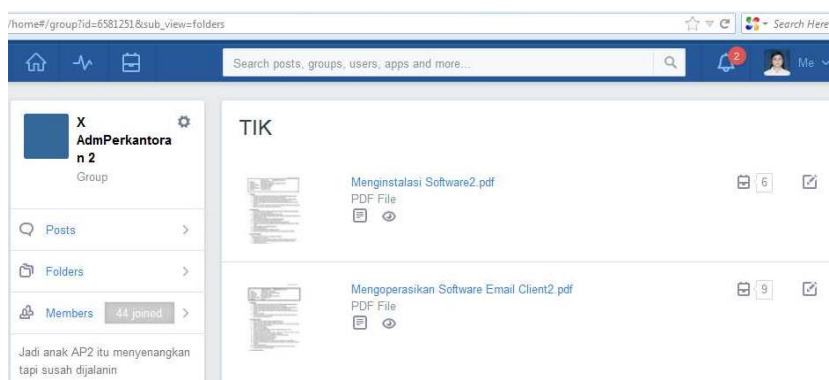 /home#/group?id=6581251&sub_view=folders
Search Here
Search posts, groups, users, apps and more...
2
Me
X
AdmPerkantora
n 2
Group
Posts
Folders
Members
44 joined
Jadi anak AP2 itu menyenangkan
tapi susah dijalanin
TIK
Menginstalasi Software2.pdf
6
PDF File
Mengoperasikan Software Email Client2.pdf
9
PDF File